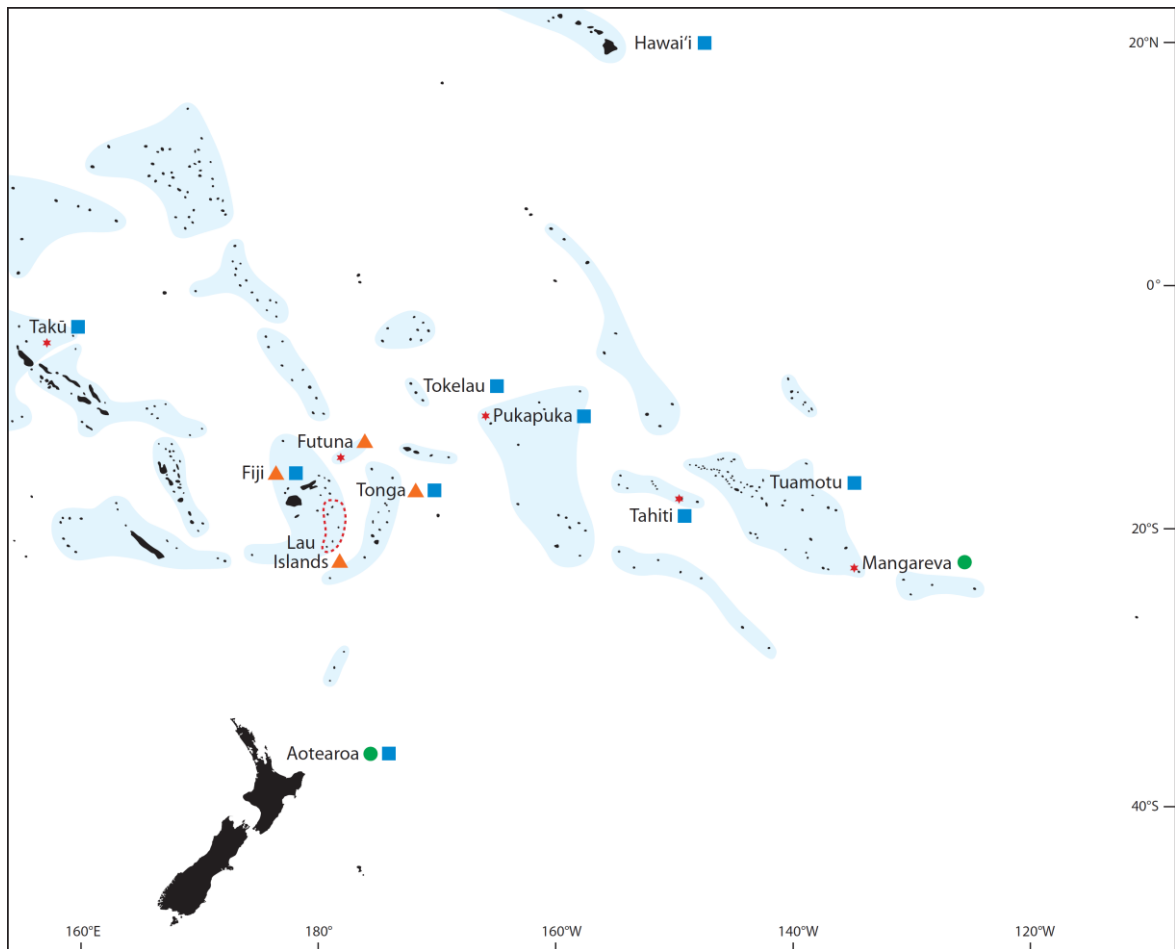 Hawai‘i
20°N
0°
Takū
Tokelau
Pukapuka
Futuna
Fiji
Tonga
Tuamotu
Tahiti
20°S
Lau
Islands
Mangareva
Aotearoa
40°S
160°E
180°
160°W
140°W
120°W